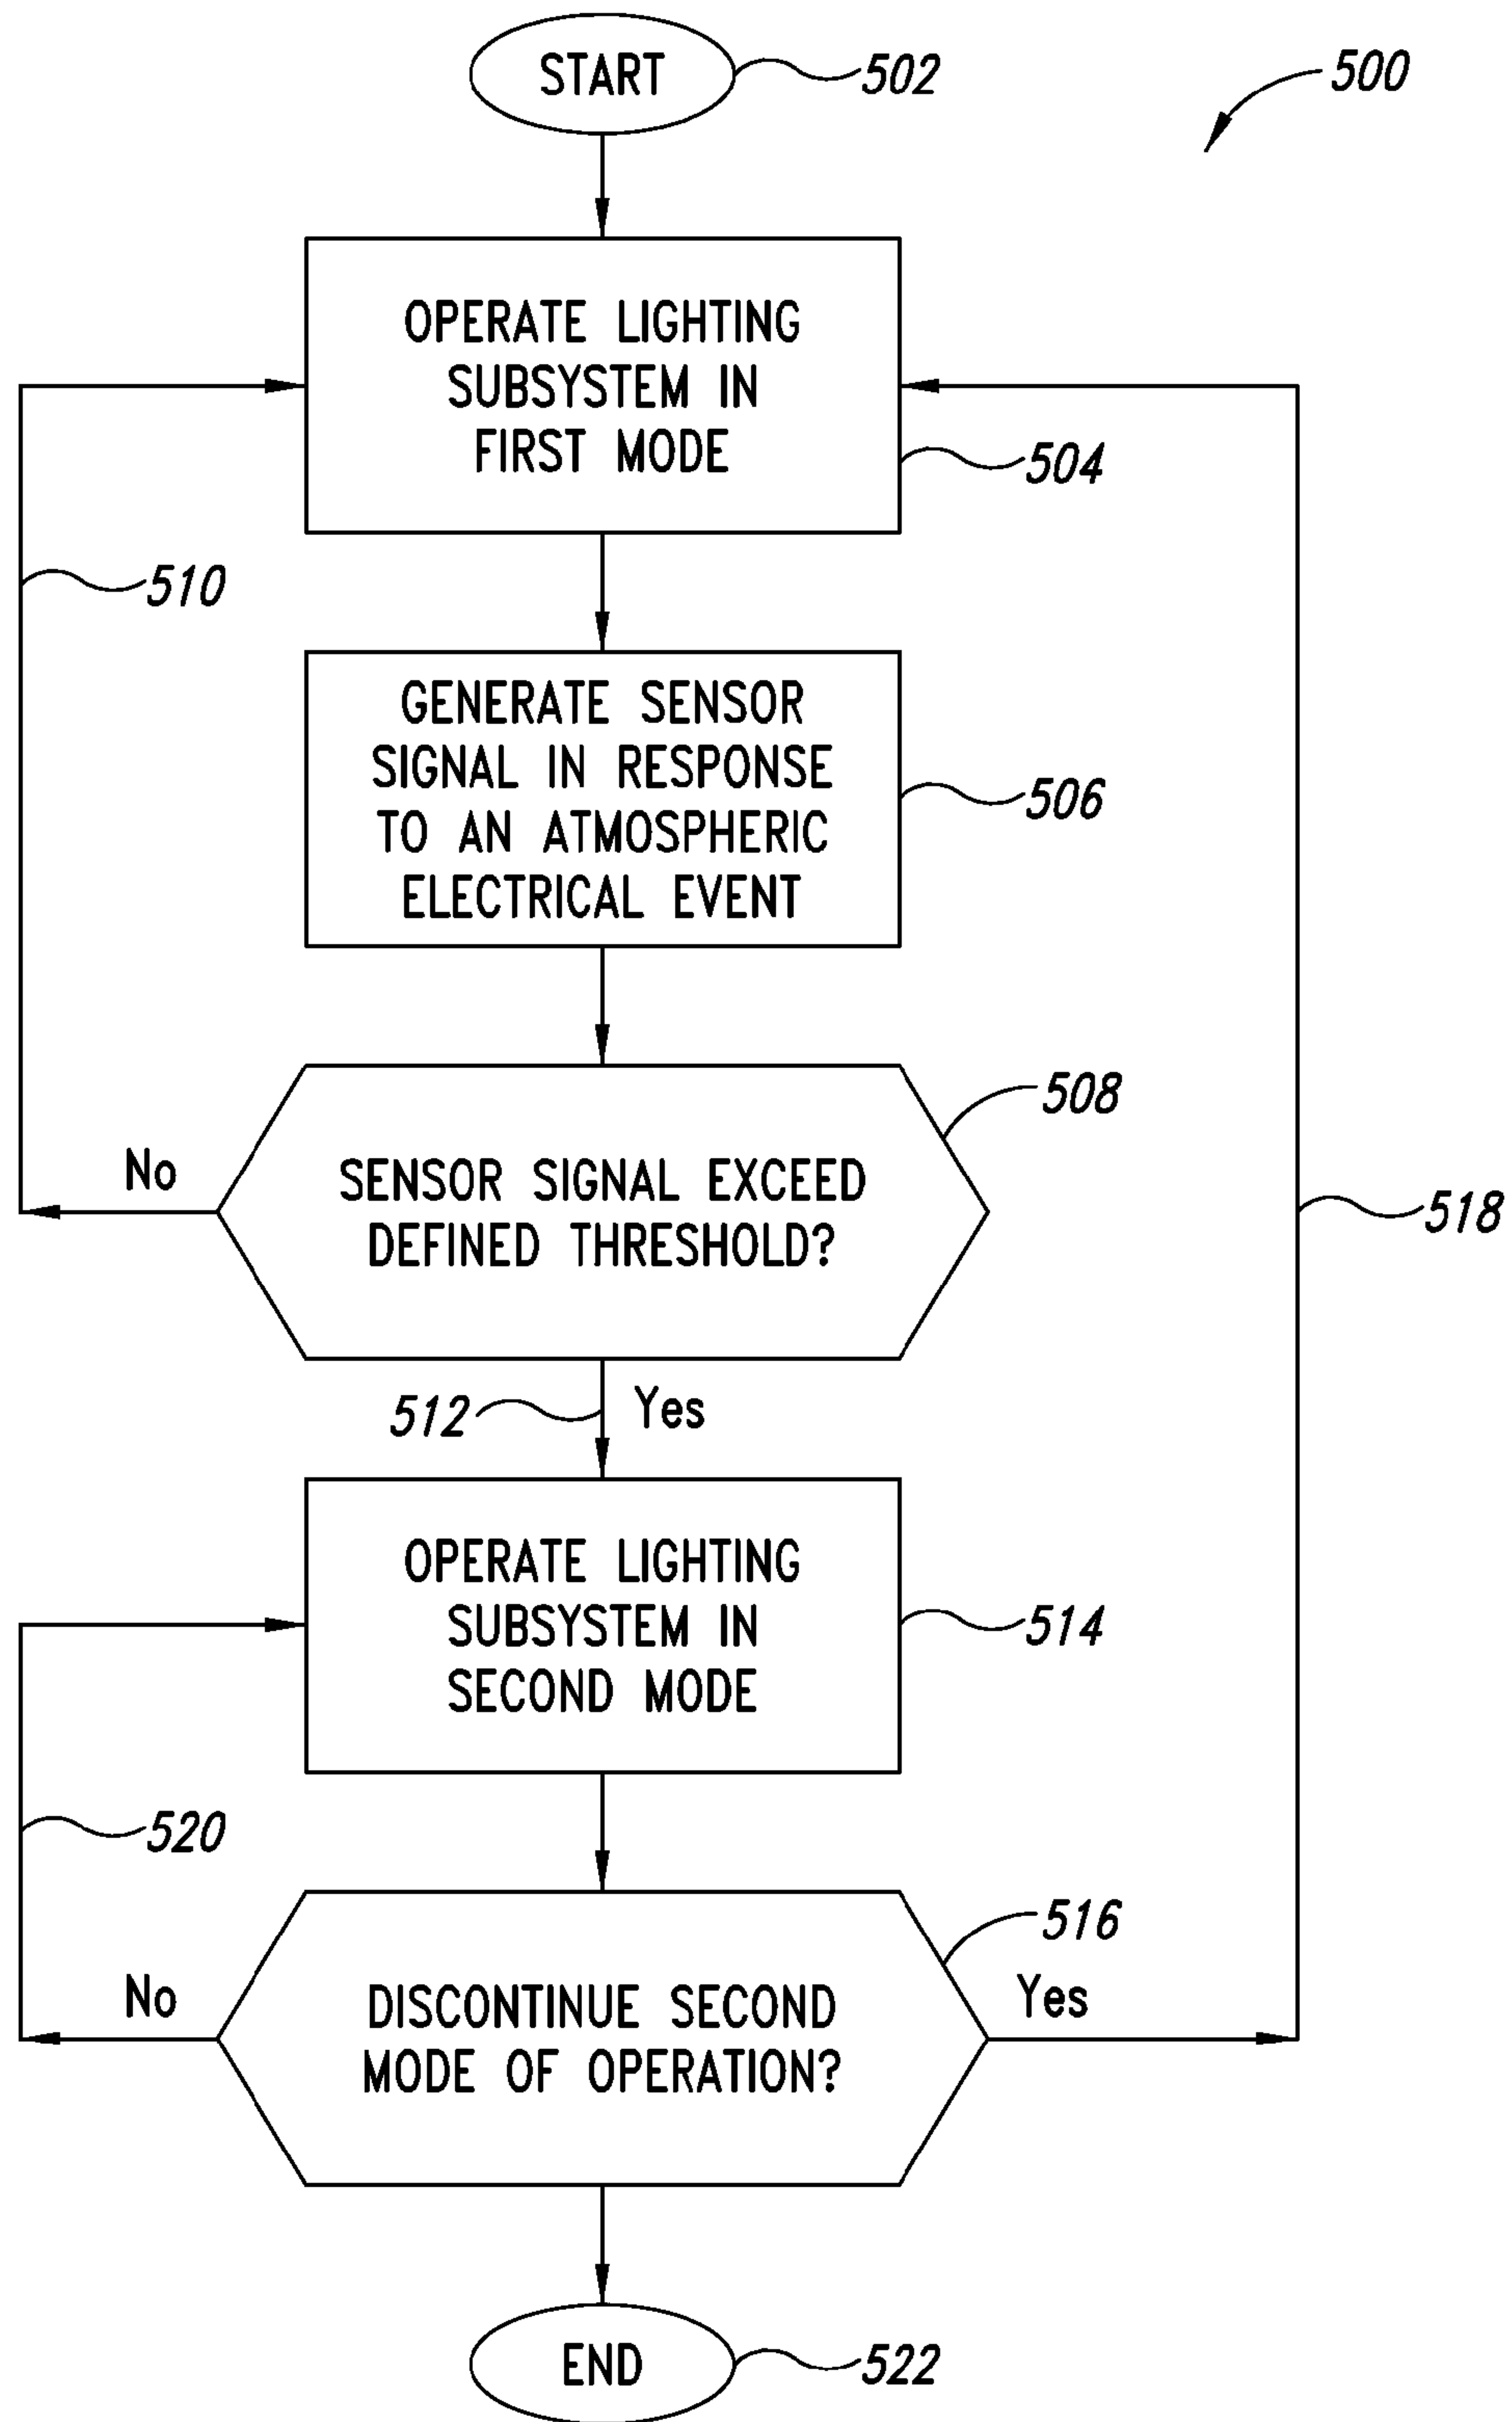 START
502
500
OPERATE LIGHTING
SUBSYSTEM IN
FIRST MODE
504
510
GENERATE SENSOR
SIGNAL IN RESPONSE
TO AN ATMOSPHERIC
ELECTRICAL EVENT
506
508
No
SENSOR SIGNAL EXCEED
DEFINED THRESHOLD?
518
512
Yes
OPERATE LIGHTING
SUBSYSTEM IN
SECOND MODE
514
520
516
No
DISCONTINUE SECOND
MODE OF OPERATION?
Yes
END
522